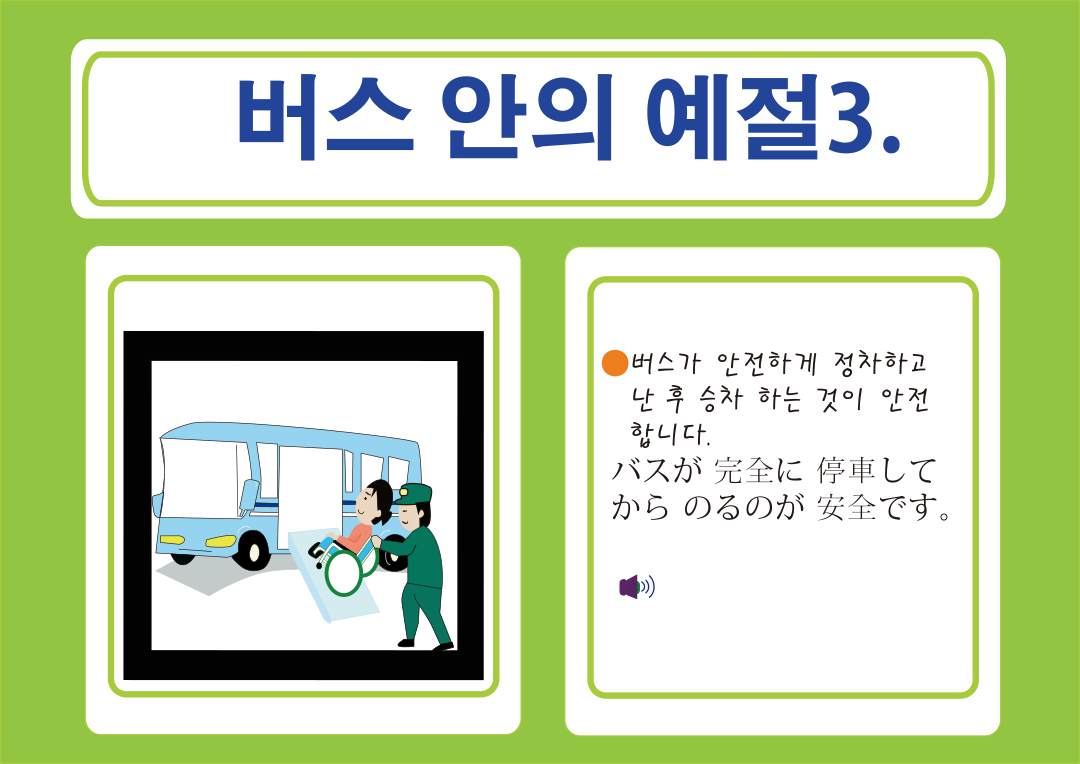 버스 안의 예절3.
버스가 안전하게 정차하고
난 후 승차 하는 것이 안전
합니다.
バスが 完全に 停車して
から のるのが 安全です。